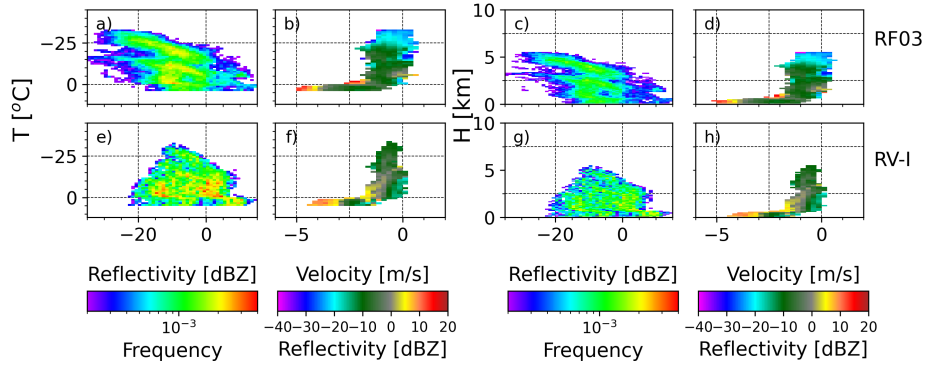 a) b) c) d) RF03
T [°C] −25 0
H [km] 10 5 0
e) f) g) h) RV-I
−25 0
10 5 0
−20 0 −5 0 −20 0 −5 0
Reflectivity [dBZ] Velocity [m/s] Reflectivity [dBZ] Velocity [m/s]
10⁻³ −40 −30 −20 −10 0 10 20 10⁻³ −40 −30 −20 −10 0 10 20
Frequency Reflectivity [dBZ] Frequency Reflectivity [dBZ]